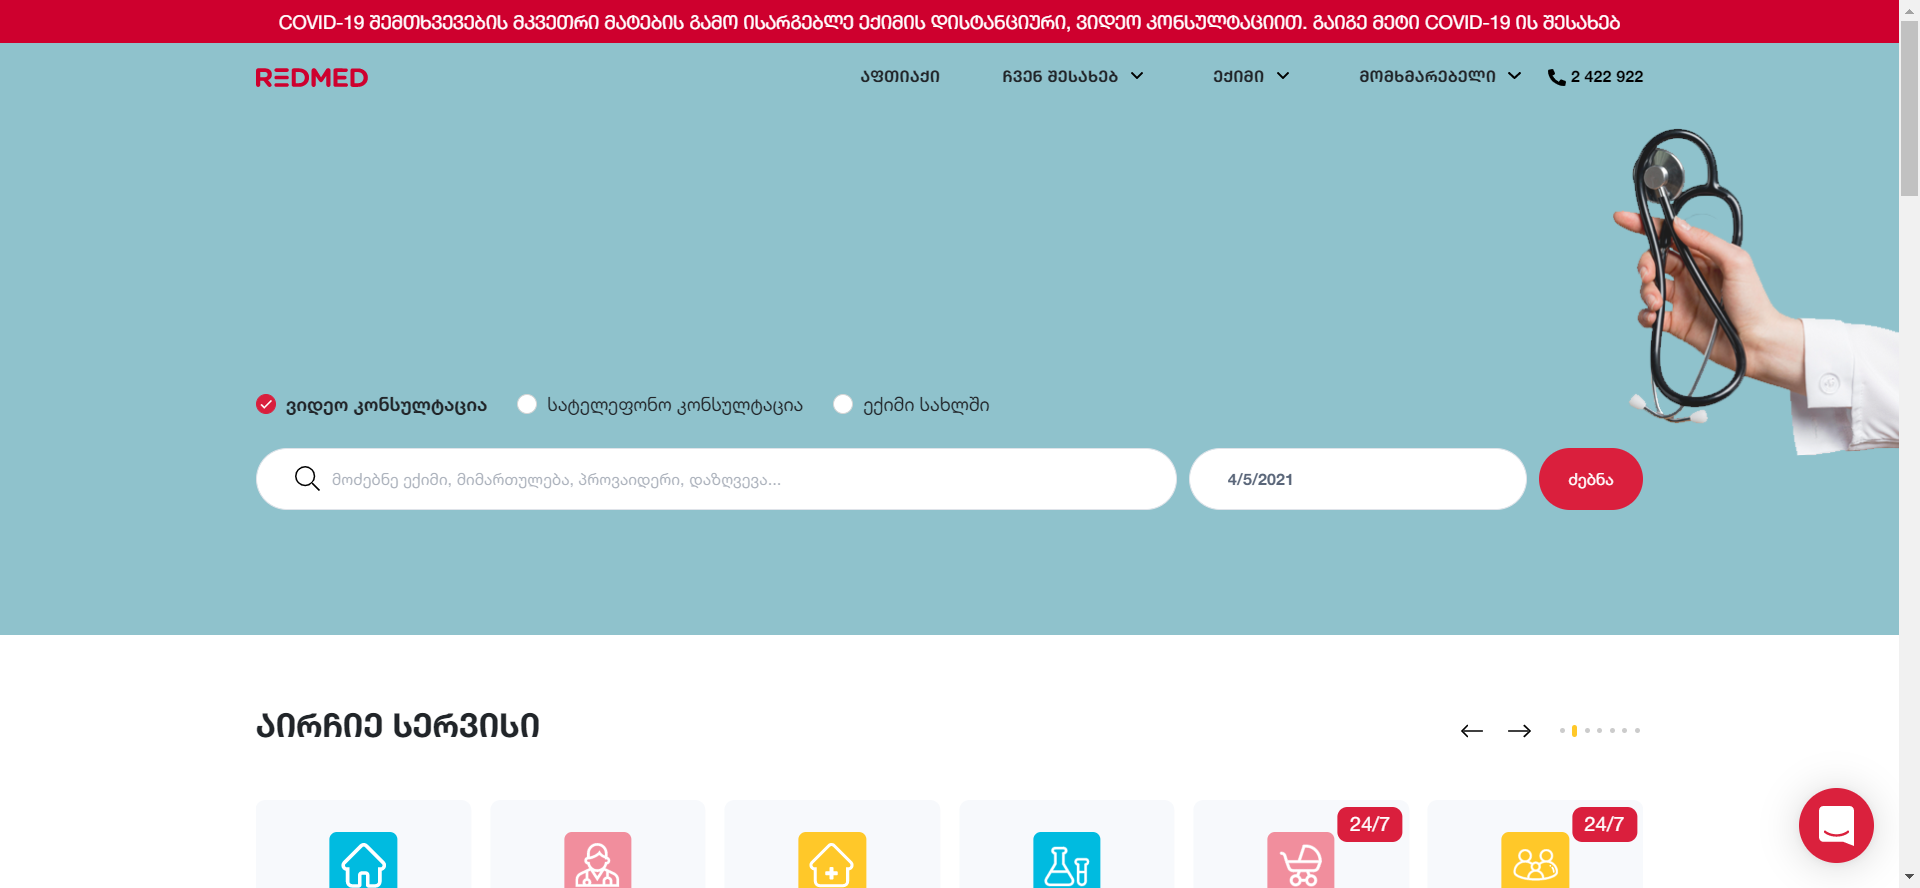 COVID-19 შემთხვევების მკვეთრი მატების გამო ისარგებლე ექიმის დისტანციური, ვიდეო კონსულტაციით. გაიგე მეტი COVID-19 ის შესახებ
REDMED
აფთიაქი
ჩვენ შესახებ
ექიმი
მომხმარებელი
2 422 922
ვიდეო კონსულტაცია
სატელეფონო კონსულტაცია
ექიმი სახლში
მოძებნე ექიმი, მიმართულება, პროვაიდერი, დაზღვევა...
4/5/2021
ძებნა
აირჩიე სერვისი
24/7
24/7